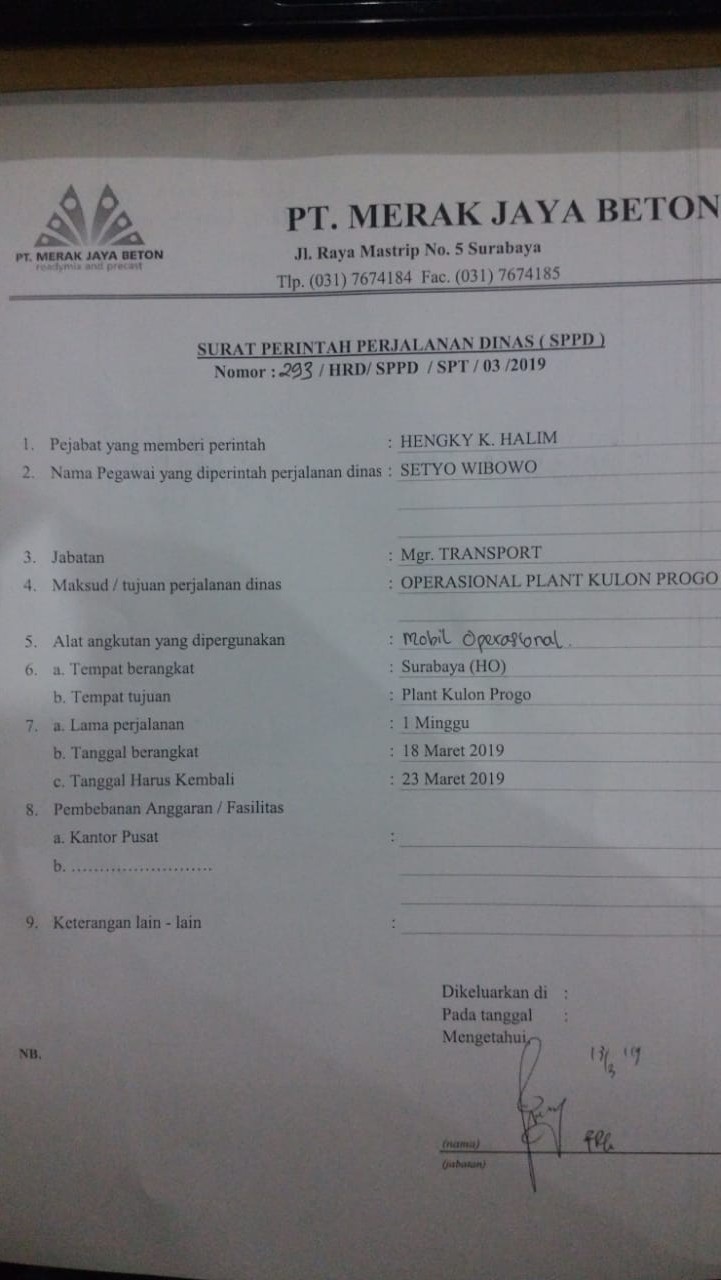 PT. MERAK JAYA BETON
readymix and precast
PT. MERAK JAYA BETON
Jl. Raya Mastrip No. 5 Surabaya
Tlp. (031) 7674184 Fac. (031) 7674185
SURAT PERINTAH PERJALANAN DINAS ( SPPD )
Nomor : 293 / HRD/ SPPD / SPT / 03 /2019
1. Pejabat yang memberi perintah : HENGKY K. HALIM
2. Nama Pegawai yang diperintah perjalanan dinas : SETYO WIBOWO
3. Jabatan : Mgr. TRANSPORT
4. Maksud / tujuan perjalanan dinas : OPERASIONAL PLANT KULON PROGO
5. Alat angkutan yang dipergunakan : Mobil Operasional.
6. a. Tempat berangkat : Surabaya (HO)
b. Tempat tujuan : Plant Kulon Progo
7. a. Lama perjalanan : 1 Minggu
b. Tanggal berangkat : 18 Maret 2019
c. Tanggal Harus Kembali : 23 Maret 2019
8. Pembebanan Anggaran / Fasilitas
a. Kantor Pusat :
b. ..........................
9. Keterangan lain - lain :
Dikeluarkan di :
Pada tanggal :
Mengetahui,
NB.
13/3 '19
(nama)
(jabatan)